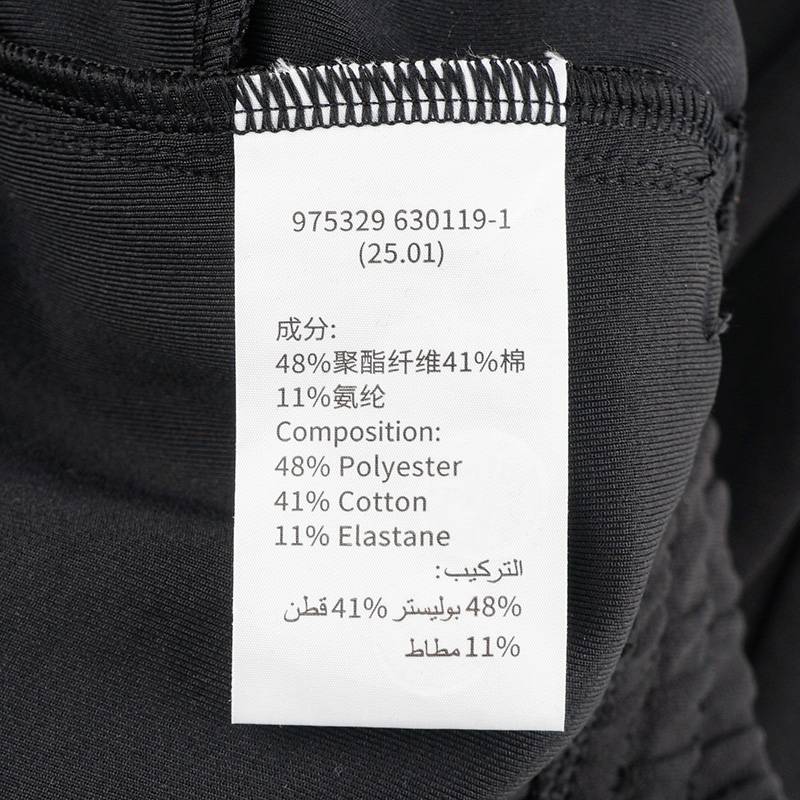 975329 630119-1
(25.01)
成分:
48%聚酯纤维41%棉
11%氨纶
Composition:
48% Polyester
41% Cotton
11% Elastane
التركيب:
48% بوليستر 41% قطن
11% مطاط